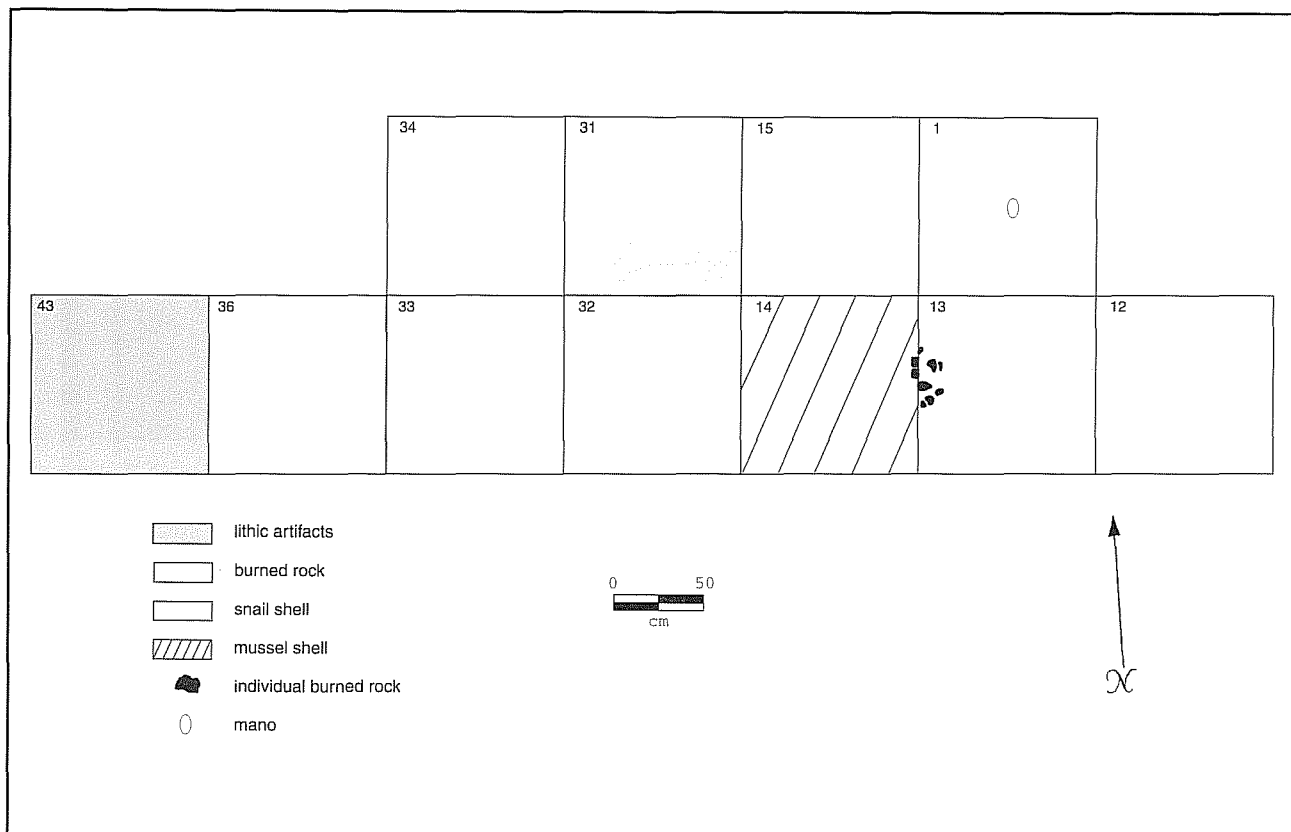 34 31 15 1
43 36 33 32 14 13 12
lithic artifacts
burned rock
snail shell
mussel shell
individual burned rock
mano
0 50
cm
N